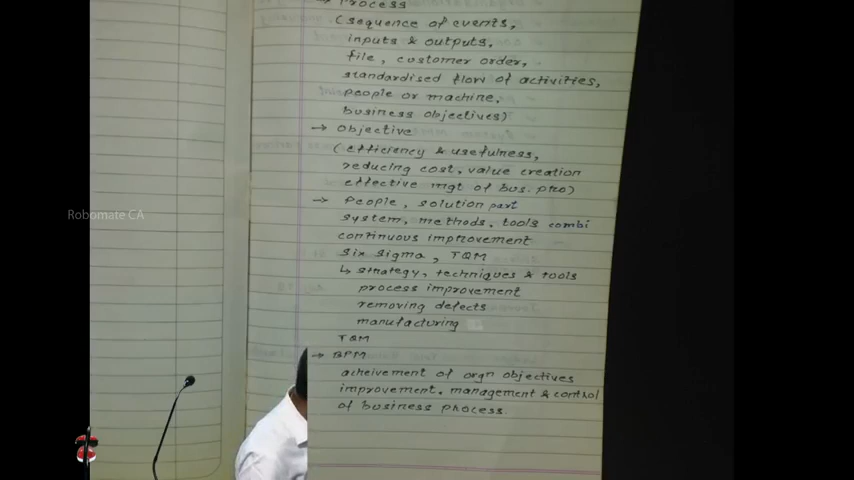 → Process
(sequence of events,
inputs & outputs,
file, customer order,
standardised flow of activities,
people or machine,
business objectives)
→ Objective
(efficiency & usefulness,
reducing cost, value creation
effective mgt of bus. pro)
→ People, solution part
system, methods, tools combi
continuous improvement
six sigma, TQM
↳ strategy, techniques & tools
process improvement
removing defects
manufacturing
TQM
→ BPM
acheivement of orgn objectives
improvement, management & control
of business process.
Robomate CA